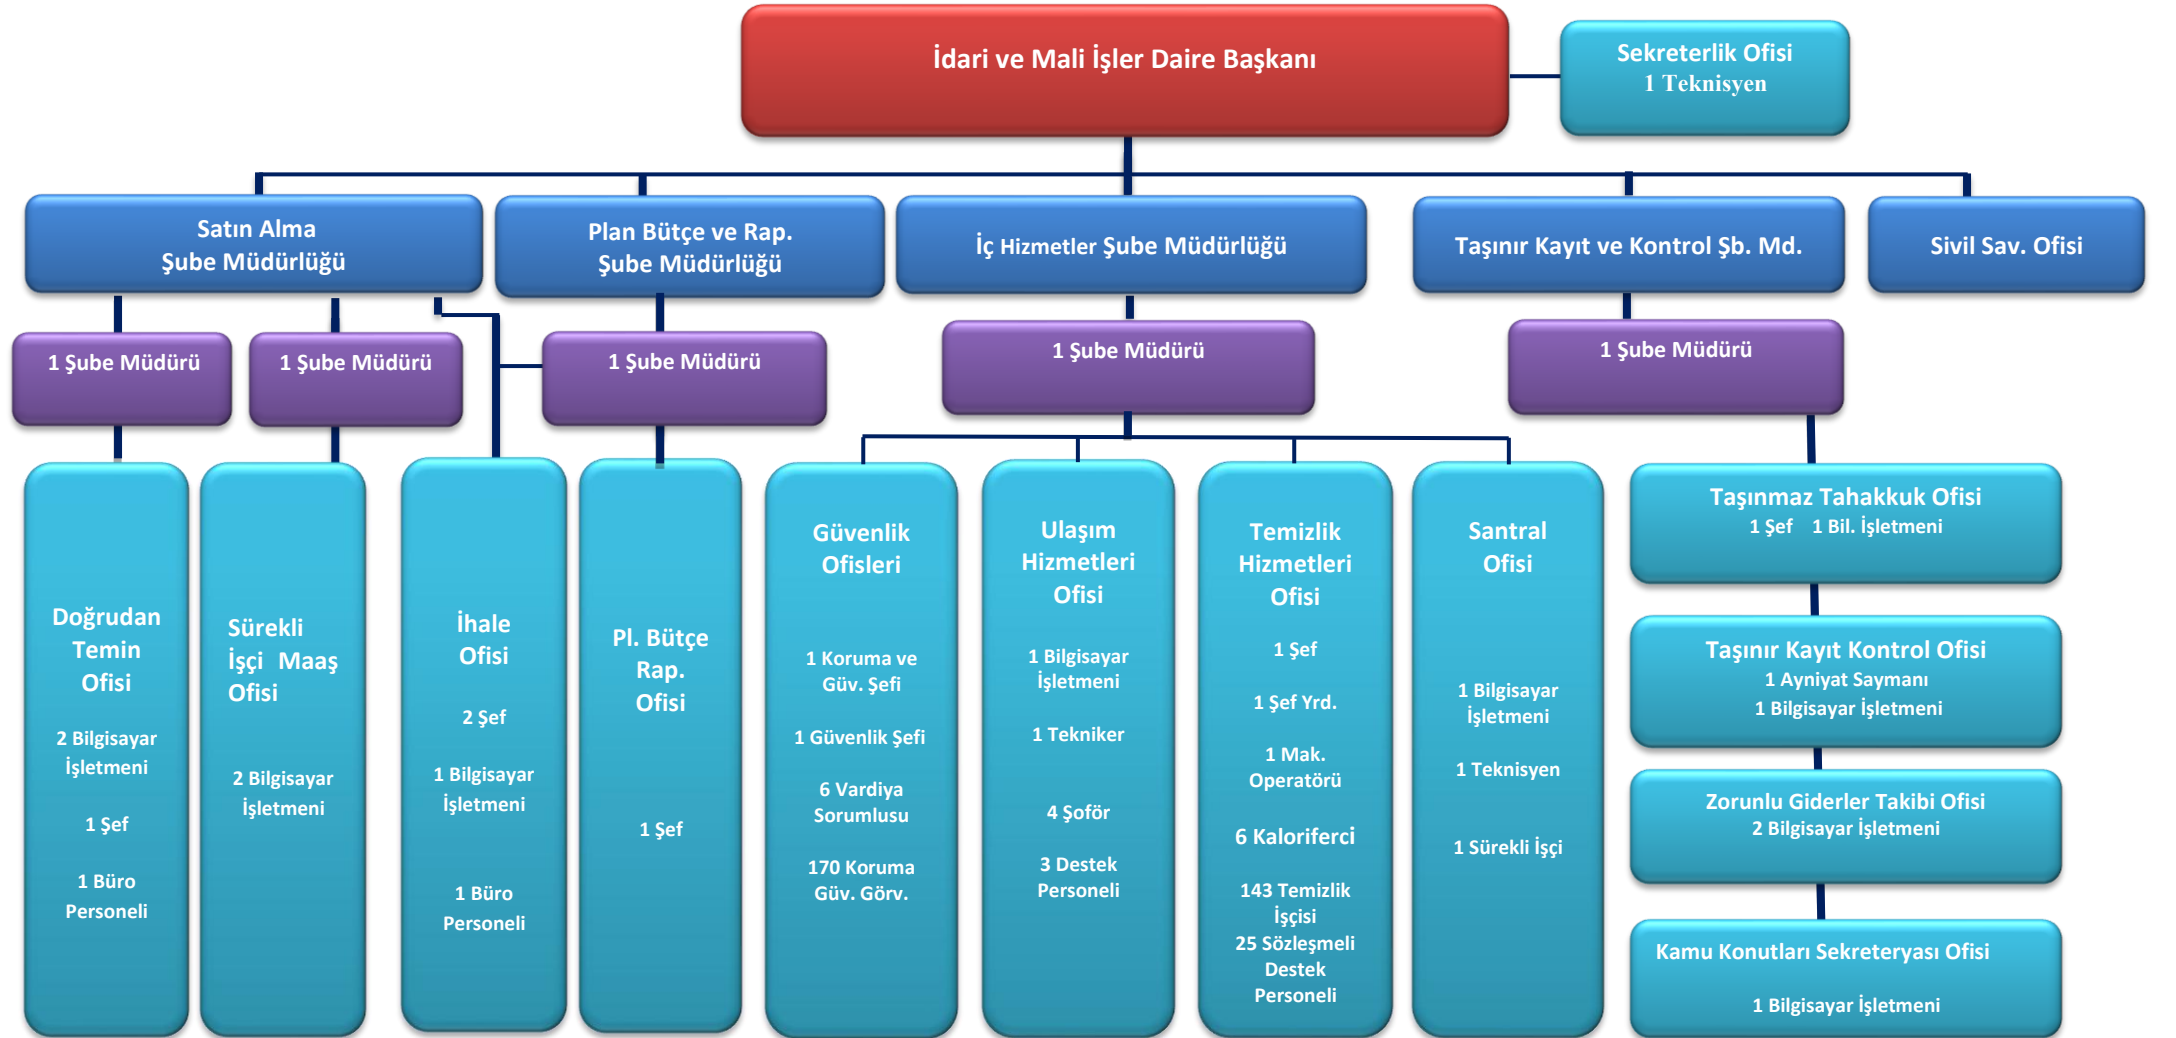 İdari ve Mali İşler Daire Başkanı
Sekreterlik Ofisi
1 Teknisyen
Satın Alma
Şube Müdürlüğü
Plan Bütçe ve Rap.
Şube Müdürlüğü
İç Hizmetler Şube Müdürlüğü
Taşınır Kayıt ve Kontrol Şb. Md.
Sivil Sav. Ofisi
1 Şube Müdürü
1 Şube Müdürü
1 Şube Müdürü
1 Şube Müdürü
1 Şube Müdürü
Doğrudan
Temin
Ofisi
2 Bilgisayar
İşletmeni
1 Şef
1 Büro
Personeli
Sürekli
İşçi Maaş
Ofisi
2 Bilgisayar
İşletmeni
İhale
Ofisi
2 Şef
1 Bilgisayar
İşletmeni
1 Büro
Personeli
Pl. Bütçe
Rap.
Ofisi
1 Şef
Güvenlik
Ofisleri
1 Koruma ve
Güv. Şefi
1 Güvenlik Şefi
6 Vardiya
Sorumlusu
170 Koruma
Güv. Görv.
Ulaşım
Hizmetleri
Ofisi
1 Bilgisayar
İşletmeni
1 Tekniker
4 Şoför
3 Destek
Personeli
Temizlik
Hizmetleri
Ofisi
1 Şef
1 Şef Yrd.
1 Mak.
Operatörü
6 Kaloriferci
143 Temizlik
İşçisi
25 Sözleşmeli
Destek
Personeli
Santral
Ofisi
1 Bilgisayar
İşletmeni
1 Teknisyen
1 Sürekli İşçi
Taşınmaz Tahakkuk Ofisi
1 Şef 1 Bil. İşletmeni
Taşınır Kayıt Kontrol Ofisi
1 Ayniyat Saymanı
1 Bilgisayar İşletmeni
Zorunlu Giderler Takibi Ofisi
2 Bilgisayar İşletmeni
Kamu Konutları Sekreteryası Ofisi
1 Bilgisayar İşletmeni